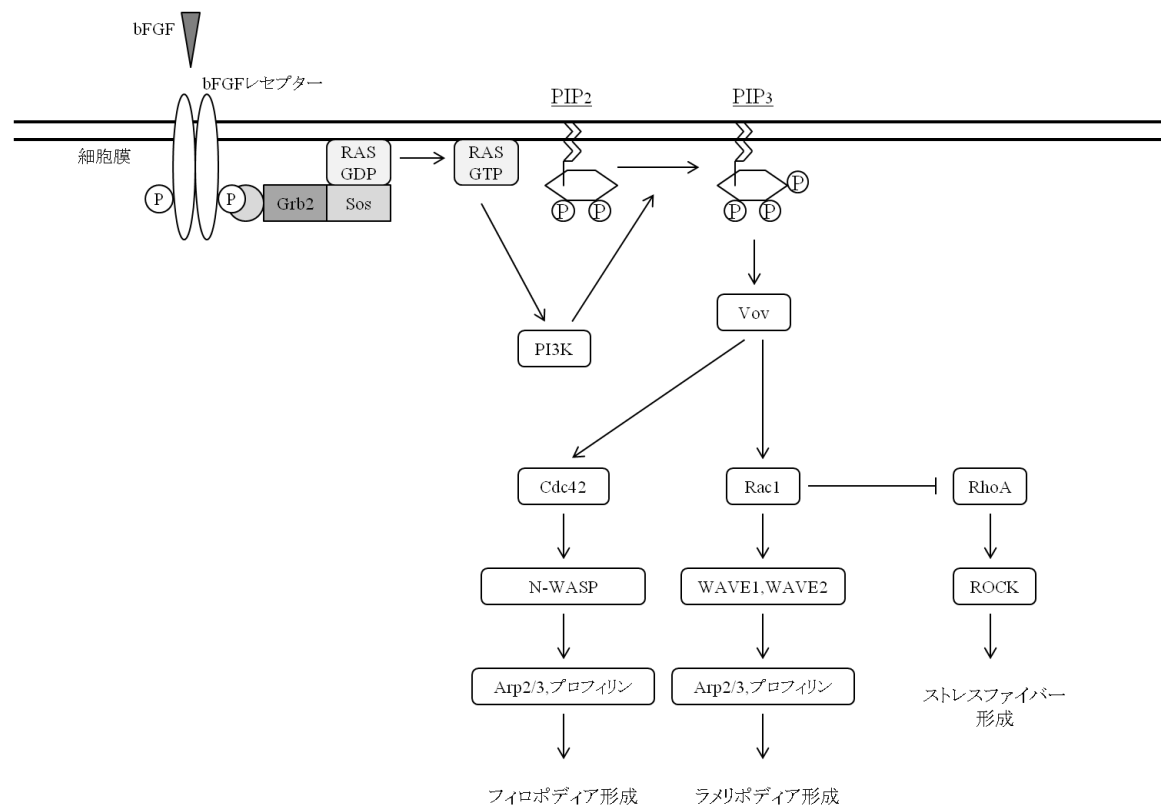 bFGF
bFGFレセプター
PIP2
PIP3
細胞膜
RAS
GDP
RAS
GTP
P
P
Grb2
Sos
P
P
P
P
P
Vov
PI3K
Cdc42
Rac1
RhoA
N-WASP
WAVE1,WAVE2
ROCK
Arp2/3,プロフィリン
Arp2/3,プロフィリン
ストレスファイバー
形成
フィロポディア形成
ラメリポディア形成